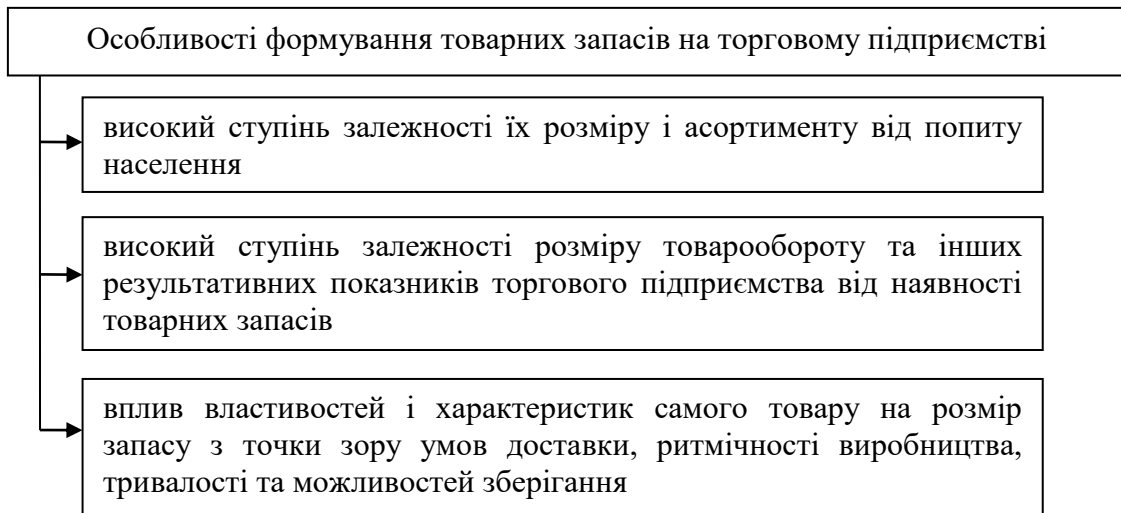 Особливості формування товарних запасів на торговому підприємстві
високий ступінь залежності їх розміру і асортименту від попиту
населення
високий ступінь залежності розміру товарообороту та інших
результативних показників торгового підприємства від наявності
товарних запасів
вплив властивостей і характеристик самого товару на розмір
запасу з точки зору умов доставки, ритмічності виробництва,
тривалості та можливостей зберігання